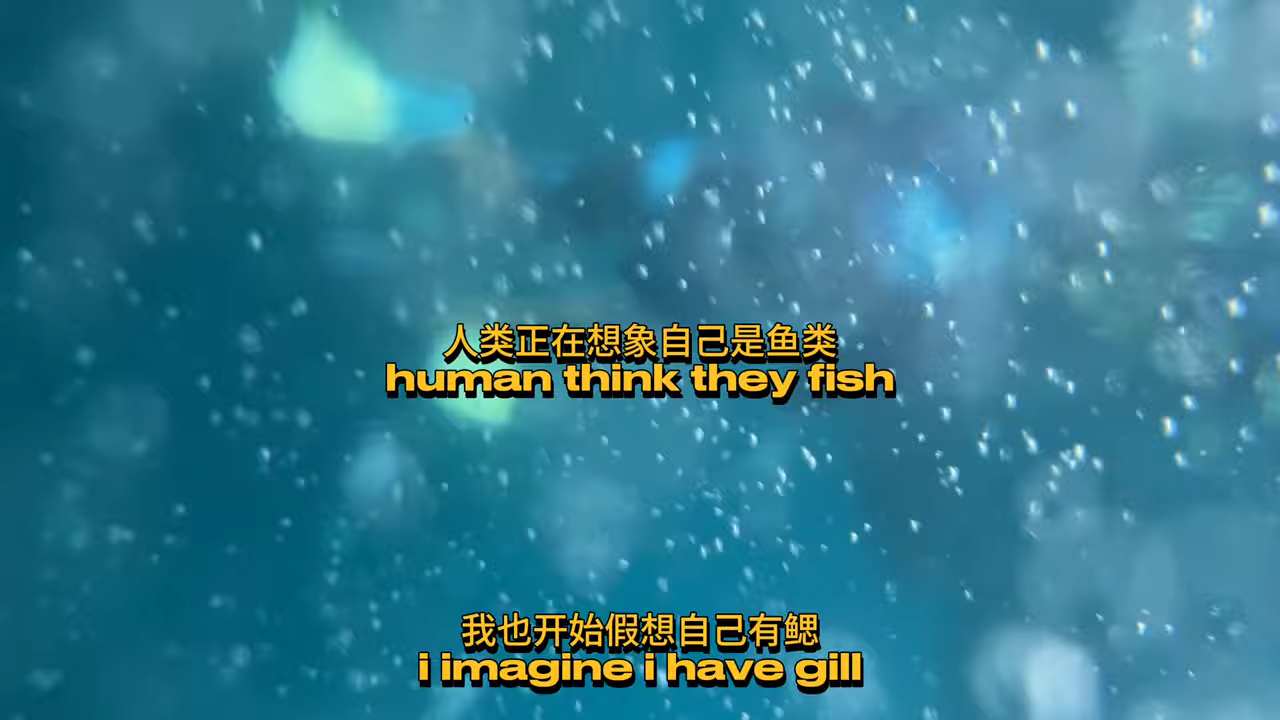 人类正在想象自己是鱼类
human think they fish
我也开始假想自己有鳃
i imagine i have gill